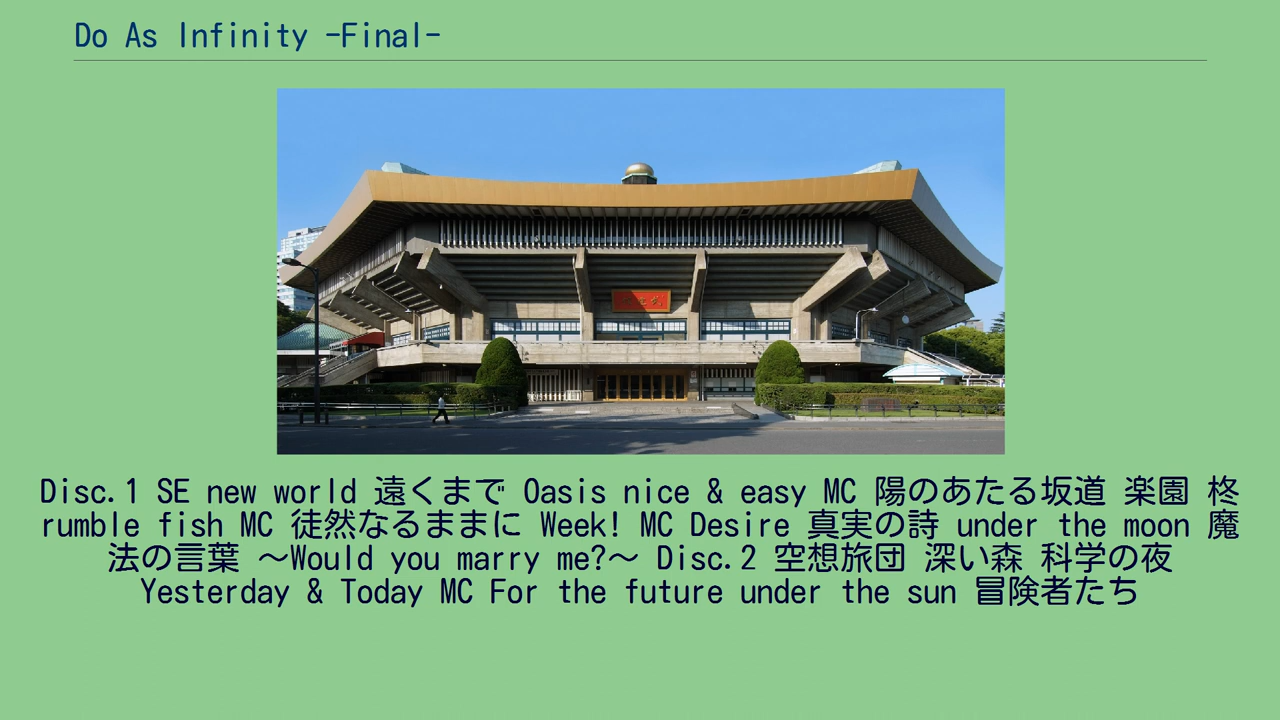 Do As Infinity -Final-
Disc.1 SE new world 遠くまで Oasis nice & easy MC 陽のあたる坂道 楽園 柊
rumble fish MC 徒然なるままに Week! MC Desire 真実の詩 under the moon 魔
法の言葉 ～Would you marry me?～ Disc.2 空想旅団 深い森 科学の夜
Yesterday & Today MC For the future under the sun 冒険者たち